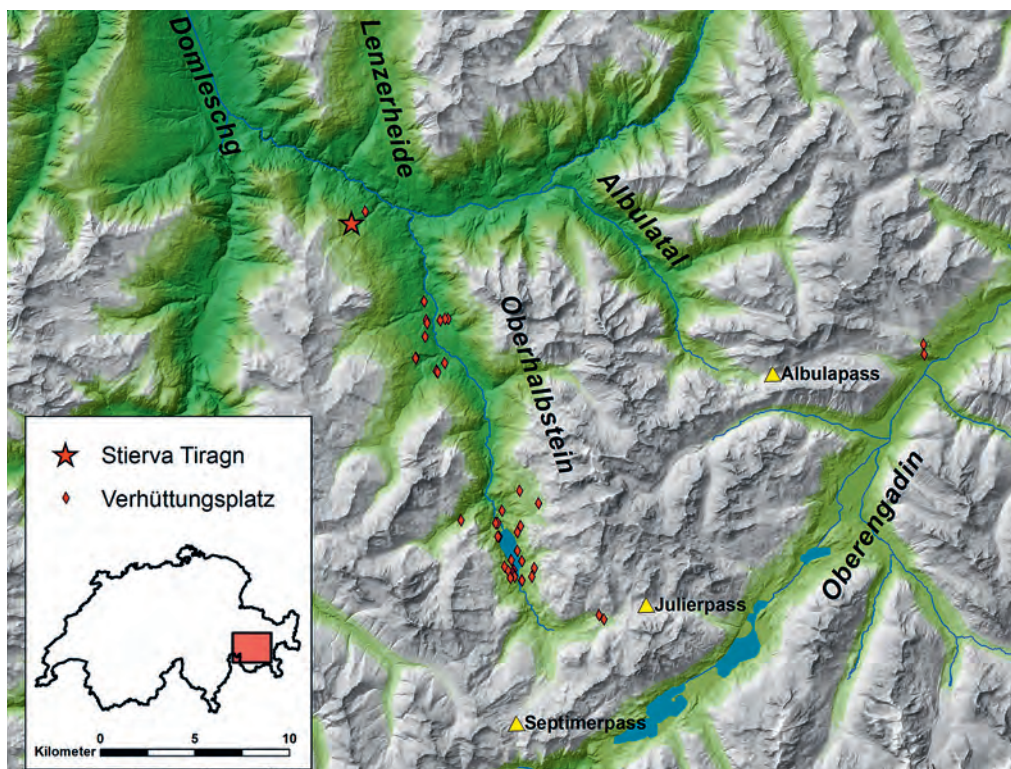 Domleschg
Lenzerheide
Albulatal
Oberhalbstein
Albulapass
Oberengadin
Julierpass
Septimerpass
Stierva Tiragn
Verhüttungsplatz
Kilometer 0 5 10